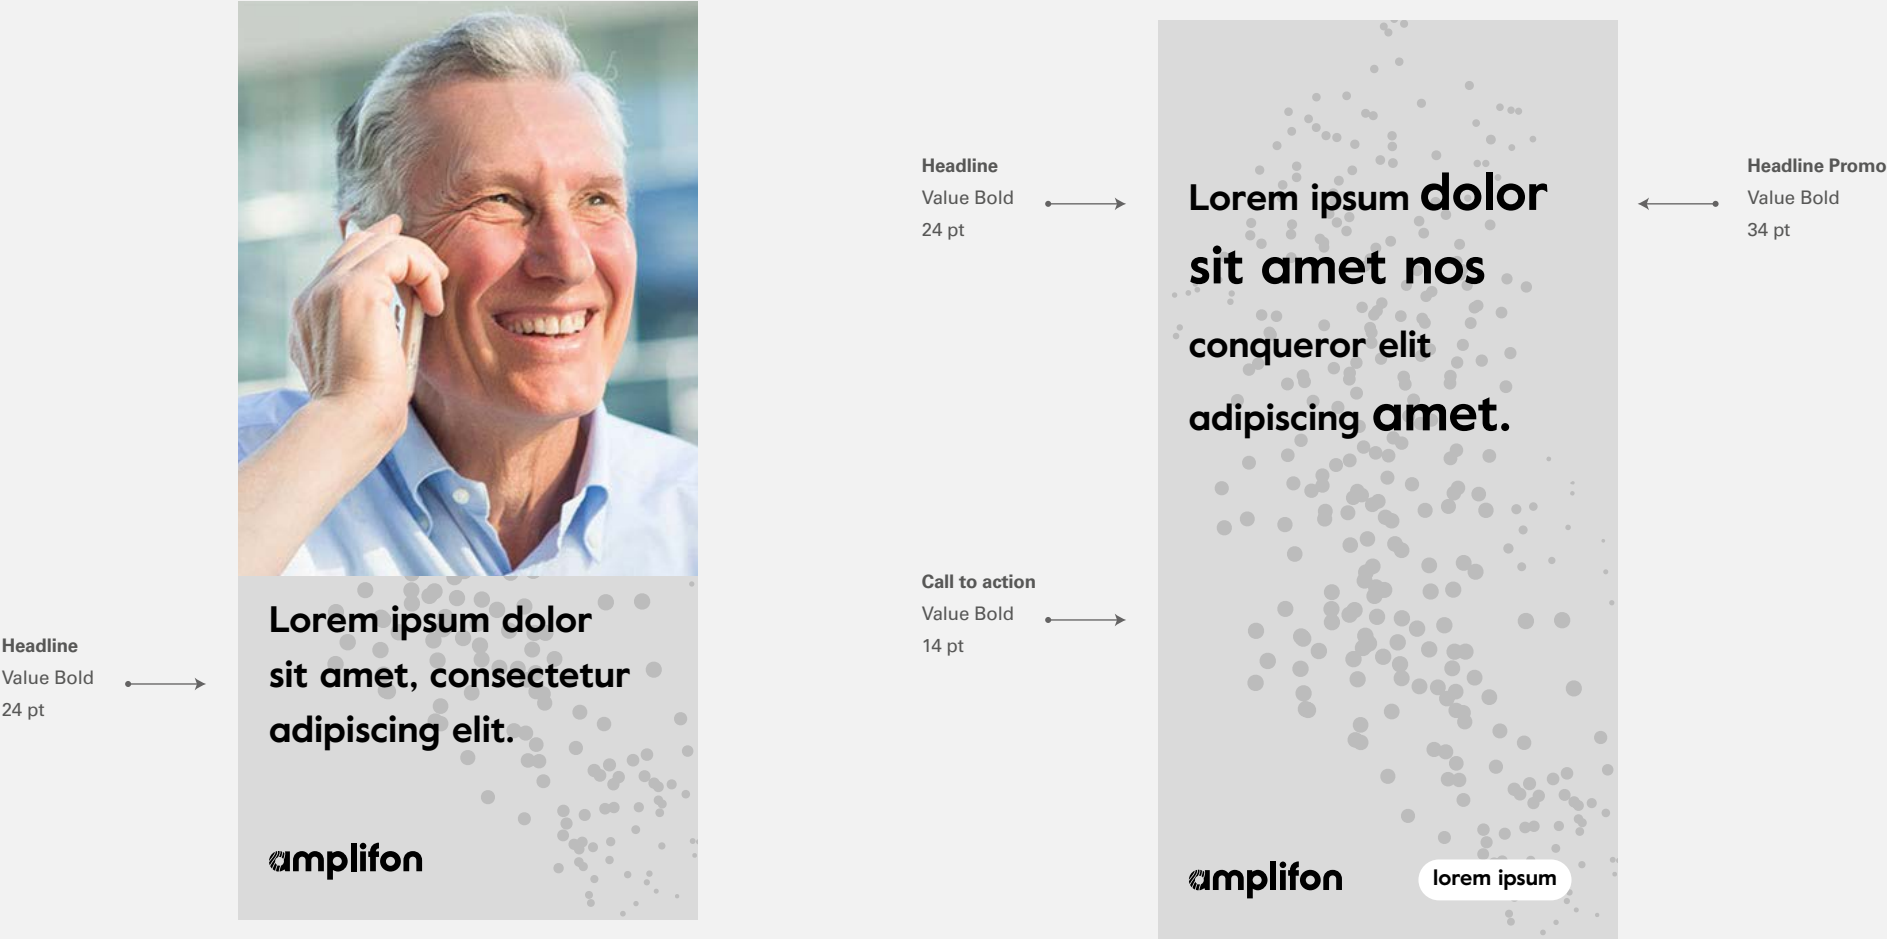 Headline
Value Bold
24 pt
Lorem ipsum dolor
sit amet, consectetur
adipiscing elit.
amplifon
Headline
Value Bold
24 pt
Call to action
Value Bold
14 pt
Lorem ipsum dolor
sit amet nos
conqueror elit
adipiscing amet.
amplifon
lorem ipsum
Headline Promo
Value Bold
34 pt